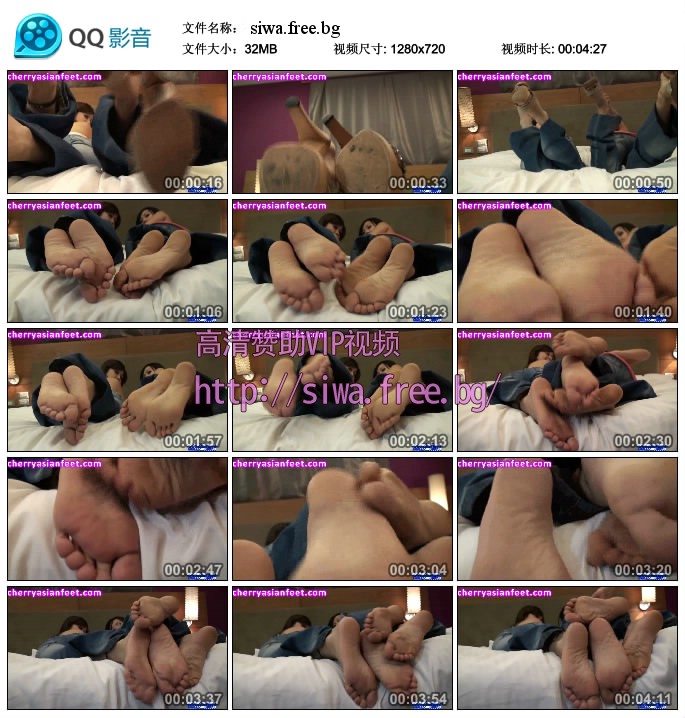 QQ影音
文件名称： siwa.free.bg
文件大小：32MB 视频尺寸: 1280x720 视频时长: 00:04:27
cherryasianfeet.com cherryasianfeet.com cherryasianfeet.com
00:00:16 00:00:33 00:00:50
cherryasianfeet.com cherryasianfeet.com cherryasianfeet.com
00:01:06 00:01:23 00:01:40
cherryasianfeet.com cherryasianfeet.com cherryasianfeet.com
高清赞助VIP视频
http://siwa.free.bg/
00:01:57 00:02:13 00:02:30
cherryasianfeet.com cherryasianfeet.com cherryasianfeet.com
00:02:47 00:03:04 00:03:20
cherryasianfeet.com cherryasianfeet.com cherryasianfeet.com
00:03:37 00:03:54 00:04:11